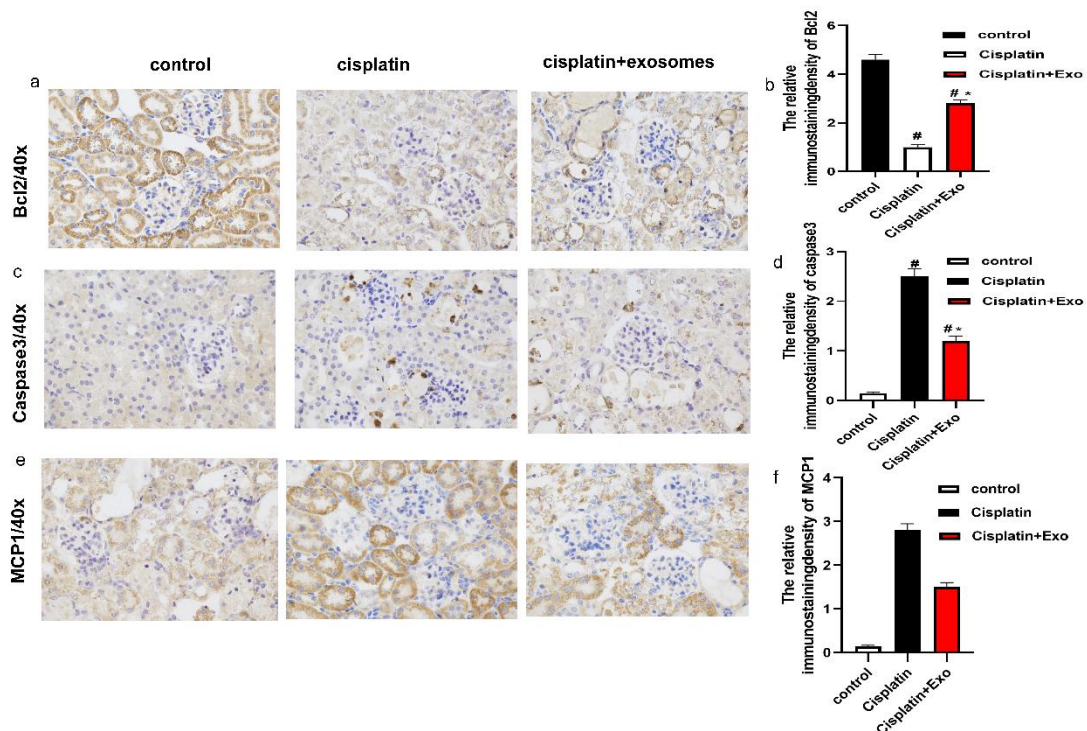 control
cisplatin
cisplatin+exosomes
a
Bcl2/40x
b
The relative
immunostainingdensity of Bcl2
6
4
2
0
#
# *
control
Cisplatin
Cisplatin+Exo
control
Cisplatin
Cisplatin+Exo
c
Caspase3/40x
d
The relative
immunostainingdensity of caspase3
3
2
1
0
#
# *
control
Cisplatin
Cisplatin+Exo
control
Cisplatin
Cisplatin+Exo
e
MCP1/40x
f
The relative
immunostainingdensity of MCP1
4
3
2
1
0
control
Cisplatin
Cisplatin+Exo
control
Cisplatin
Cisplatin+Exo